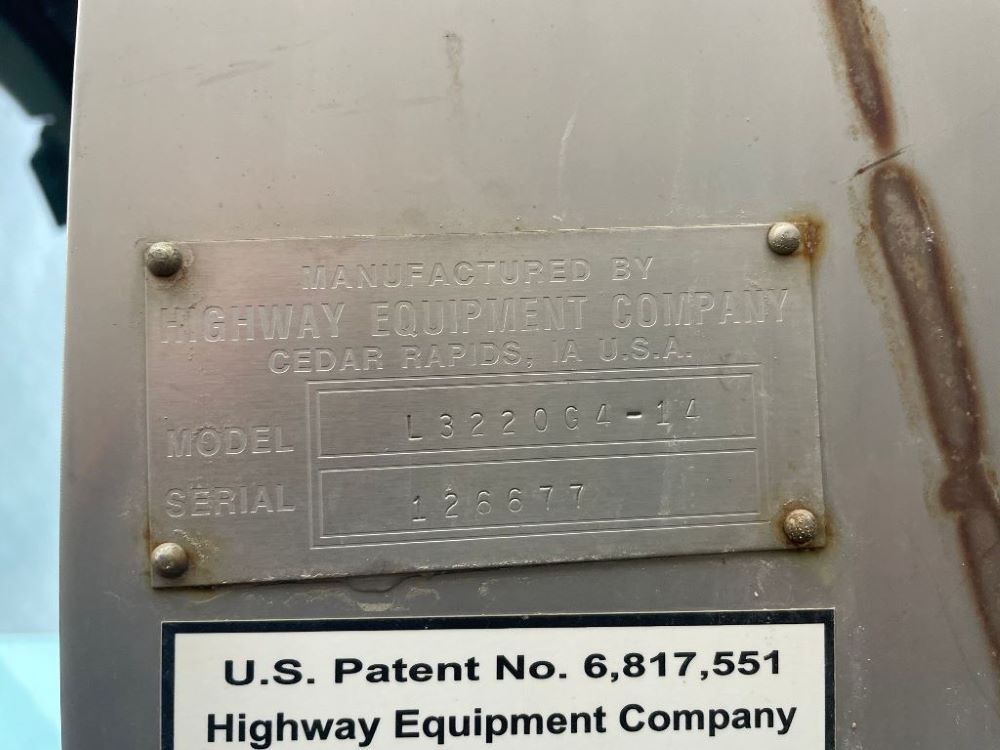 MANUFACTURED BY
HIGHWAY EQUIPMENT COMPANY
CEDAR RAPIDS, IA U.S.A.
MODEL L3220G4-14
SERIAL 126677
U.S. Patent No. 6,817,551
Highway Equipment Company